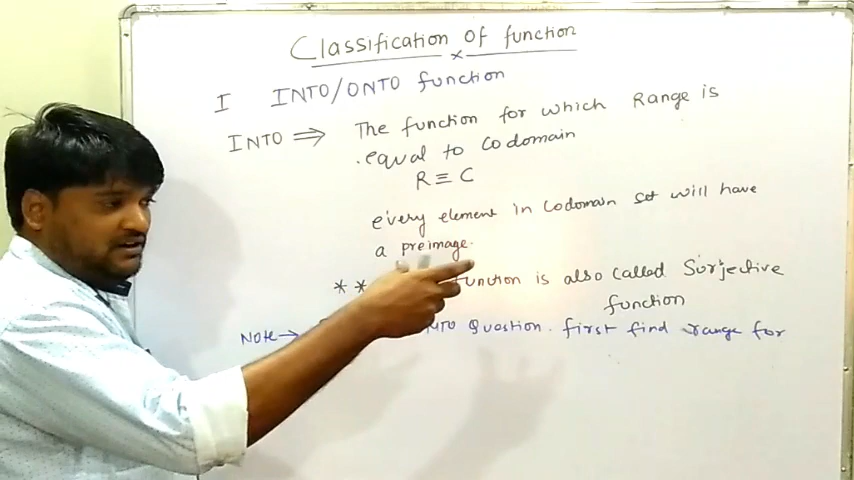 Classification of function
I INTO/ONTO function
INTO ⟹ The function for which Range is
equal to Codomain
R ≡ C
every element in Codomain set will have
a preimage.
** function is also called Surjective
function
Note → Question. first find range for